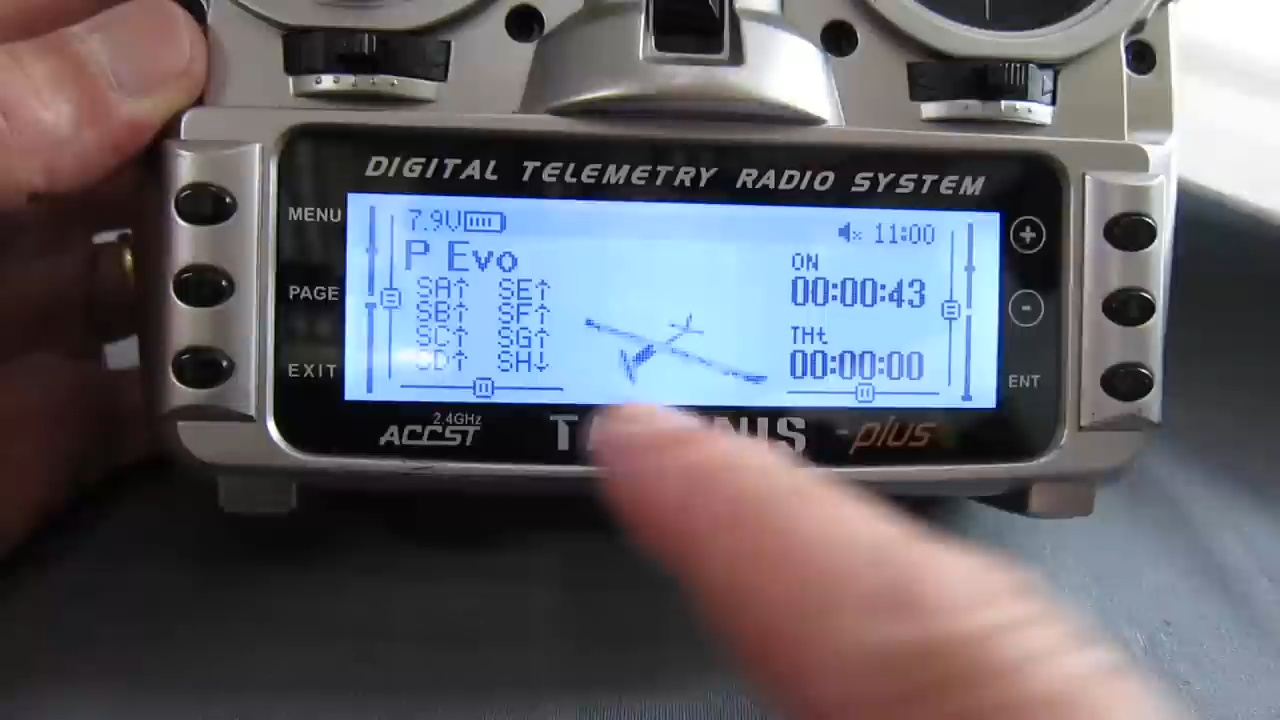 DIGITAL TELEMETRY RADIO SYSTEM
MENU
PAGE
EXIT
7.9V
11:00
P Evo
SA↑ SE↑
SB↑ SF↑
SC↑ SG↑
SD↑ SH↓
ON
00:00:43
THt
00:00:00
+
-
ENT
2.4GHz
ACCST
plus